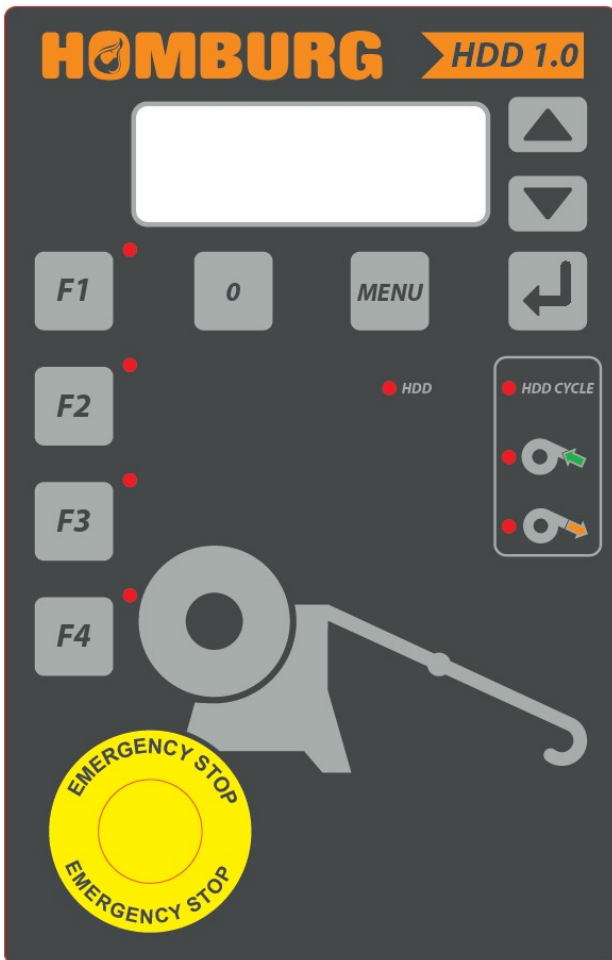 HOMBURG
HDD 1.0
F1
0
MENU
F2
HDD
HDD CYCLE
F3
F4
EMERGENCY STOP
EMERGENCY STOP